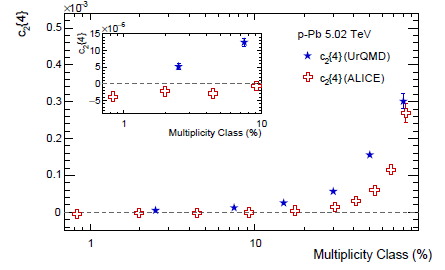 ×10⁻³
c₂{4}
0.5
0.4
0.3
0.2
0.1
0
1
10
Multiplicity Class (%)
p-Pb 5.02 TeV
c₂{4}(UrQMD)
c₂{4}(ALICE)
×10⁻⁶
c₂{4}
15
10
5
0
−5
1
10
Multiplicity Class (%)